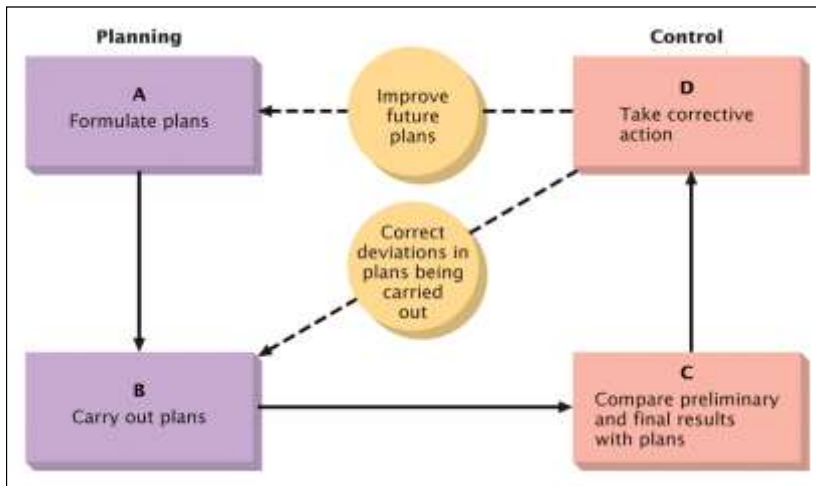 Planning
Control
A
Formulate plans
Improve
future
plans
D
Take corrective
action
Correct
deviations in
plans being
carried
out
B
Carry out plans
C
Compare preliminary
and final results
with plans